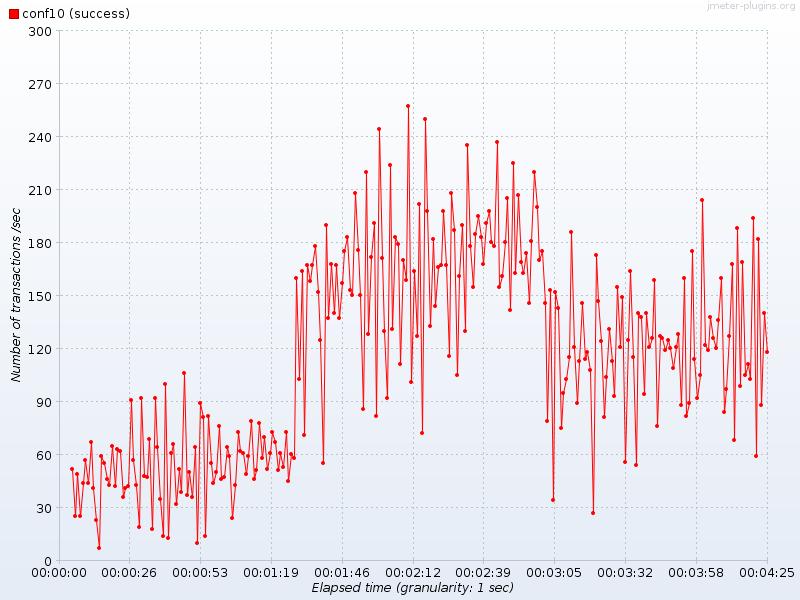 jmeter-plugins.org
conf10 (success)
300
270
240
210
180
150
120
90
60
30
0
Number of transactions /sec
00:00:00 00:00:26 00:00:53 00:01:19 00:01:46 00:02:12 00:02:39 00:03:05 00:03:32 00:03:58 00:04:25
Elapsed time (granularity: 1 sec)